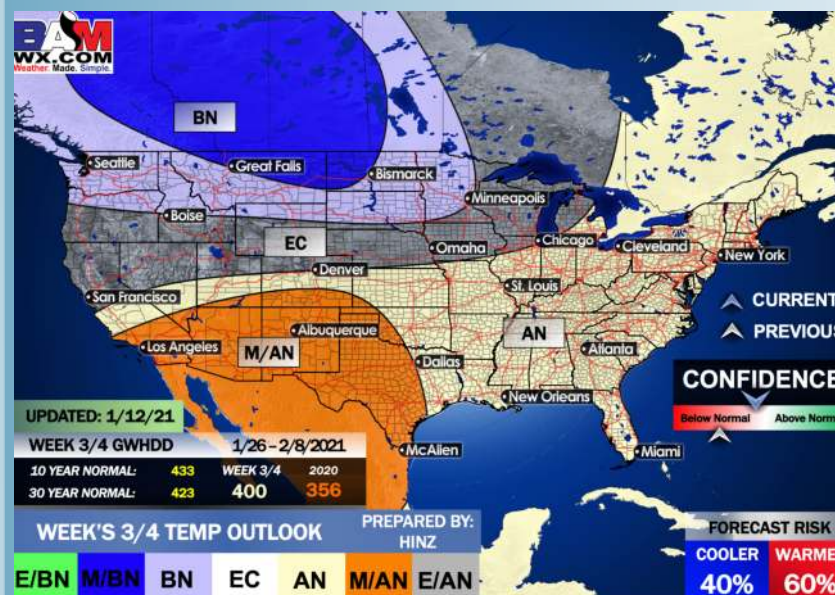 BAM
WX.COM
Weather. Made. Simple.
BN
Seattle
Great Falls
Bismarck
Minneapolis
Boise
EC
Omaha
Chicago
Cleveland
New York
Denver
San Francisco
St. Louis
CURRENT
Albuquerque
PREVIOUS
Los Angeles
M/AN
AN
Atlanta
Dallas
CONFIDENCE
New Orleans
Below Normal Above Norm
UPDATED: 1/12/21
WEEK 3/4 GWHDD 1/26 - 2/8/2021
McAllen
Miami
10 YEAR NORMAL: 433 WEEK 3/4 2020
30 YEAR NORMAL: 423 400 356
WEEK'S 3/4 TEMP OUTLOOK
PREPARED BY:
HINZ
FORECAST RISK
COOLER WARME
40% 60%
E/BN M/BN BN EC AN M/AN E/AN